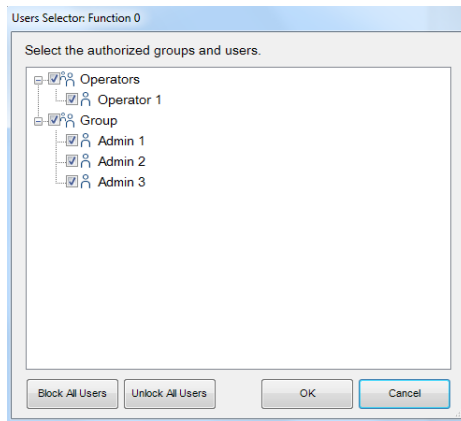 Users Selector: Function 0
Select the authorized groups and users.
Operators
Operator 1
Group
Admin 1
Admin 2
Admin 3
Block All Users Unlock All Users OK Cancel